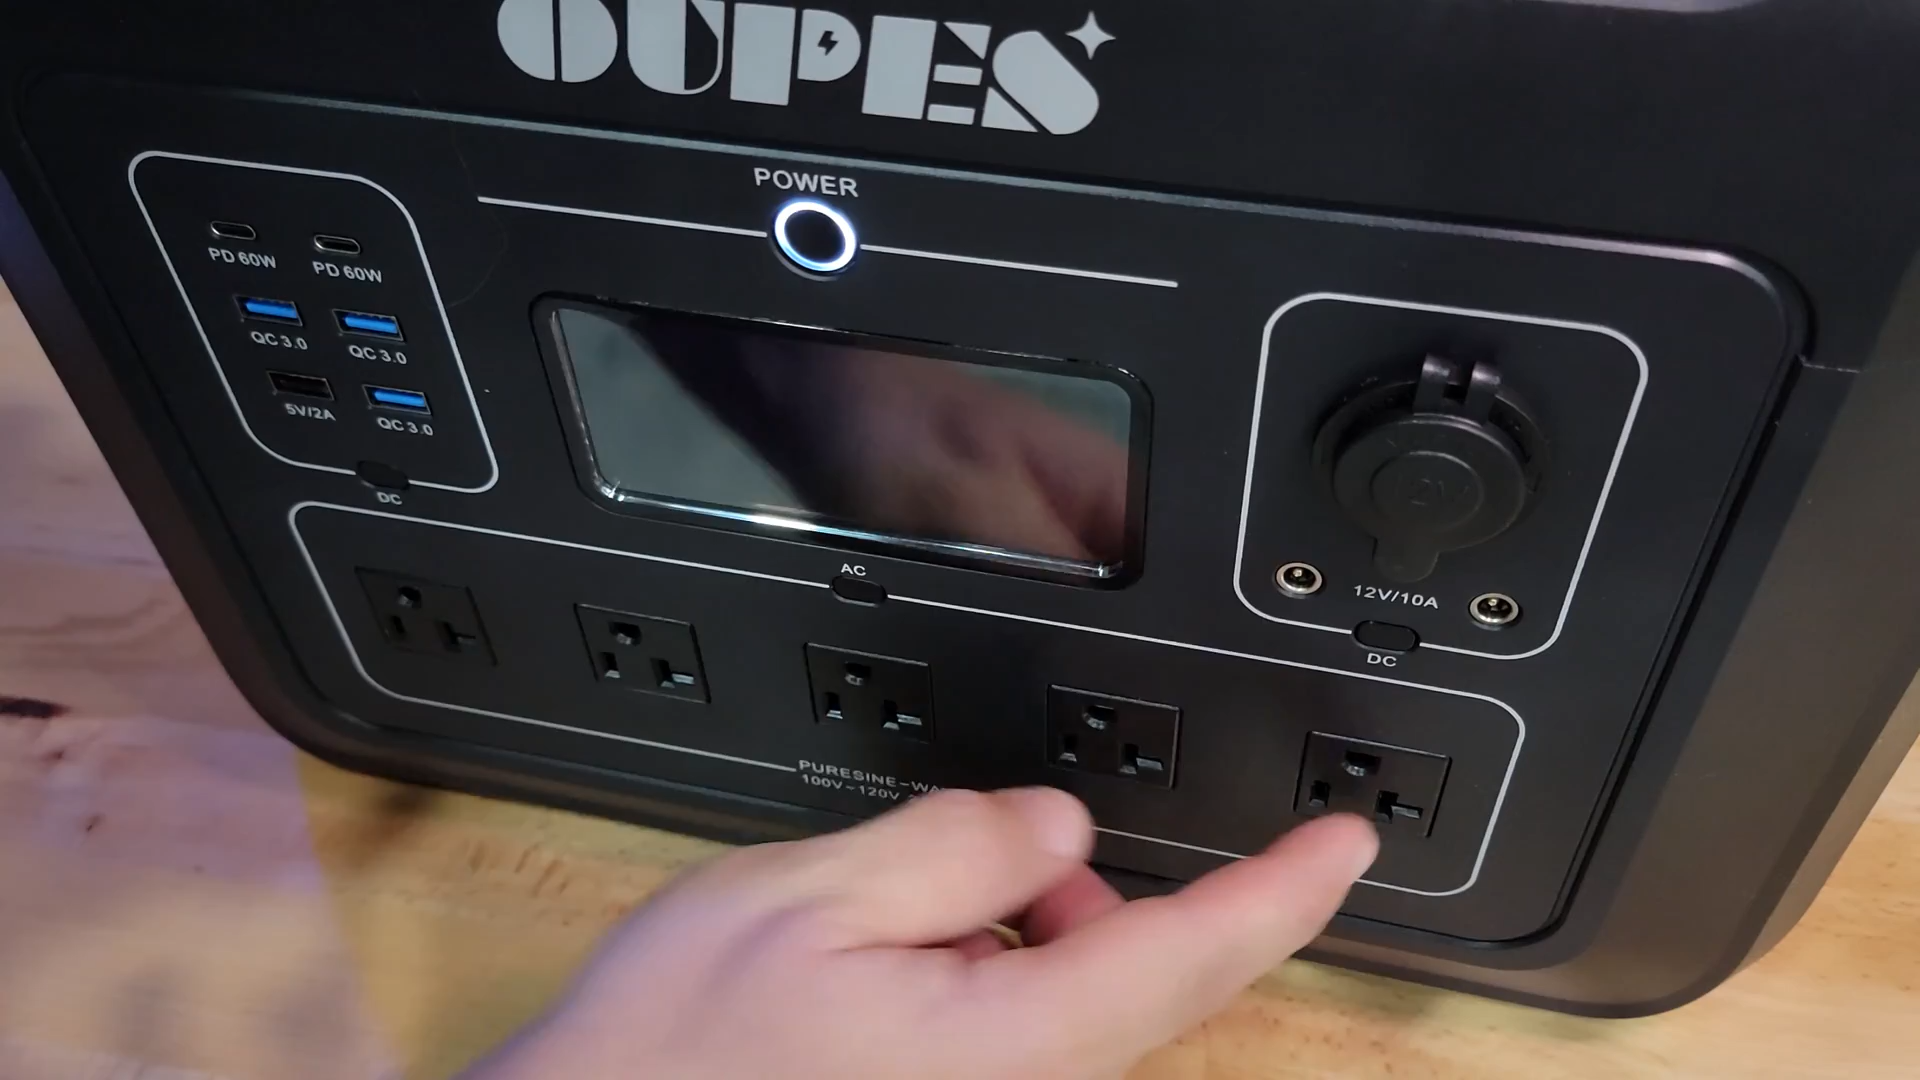 OUPES
POWER
PD 60W
PD 60W
QC 3.0
QC 3.0
5V/2A
QC 3.0
DC
12V
12V/10A
DC
AC
PURESINE-WA
100V~120V